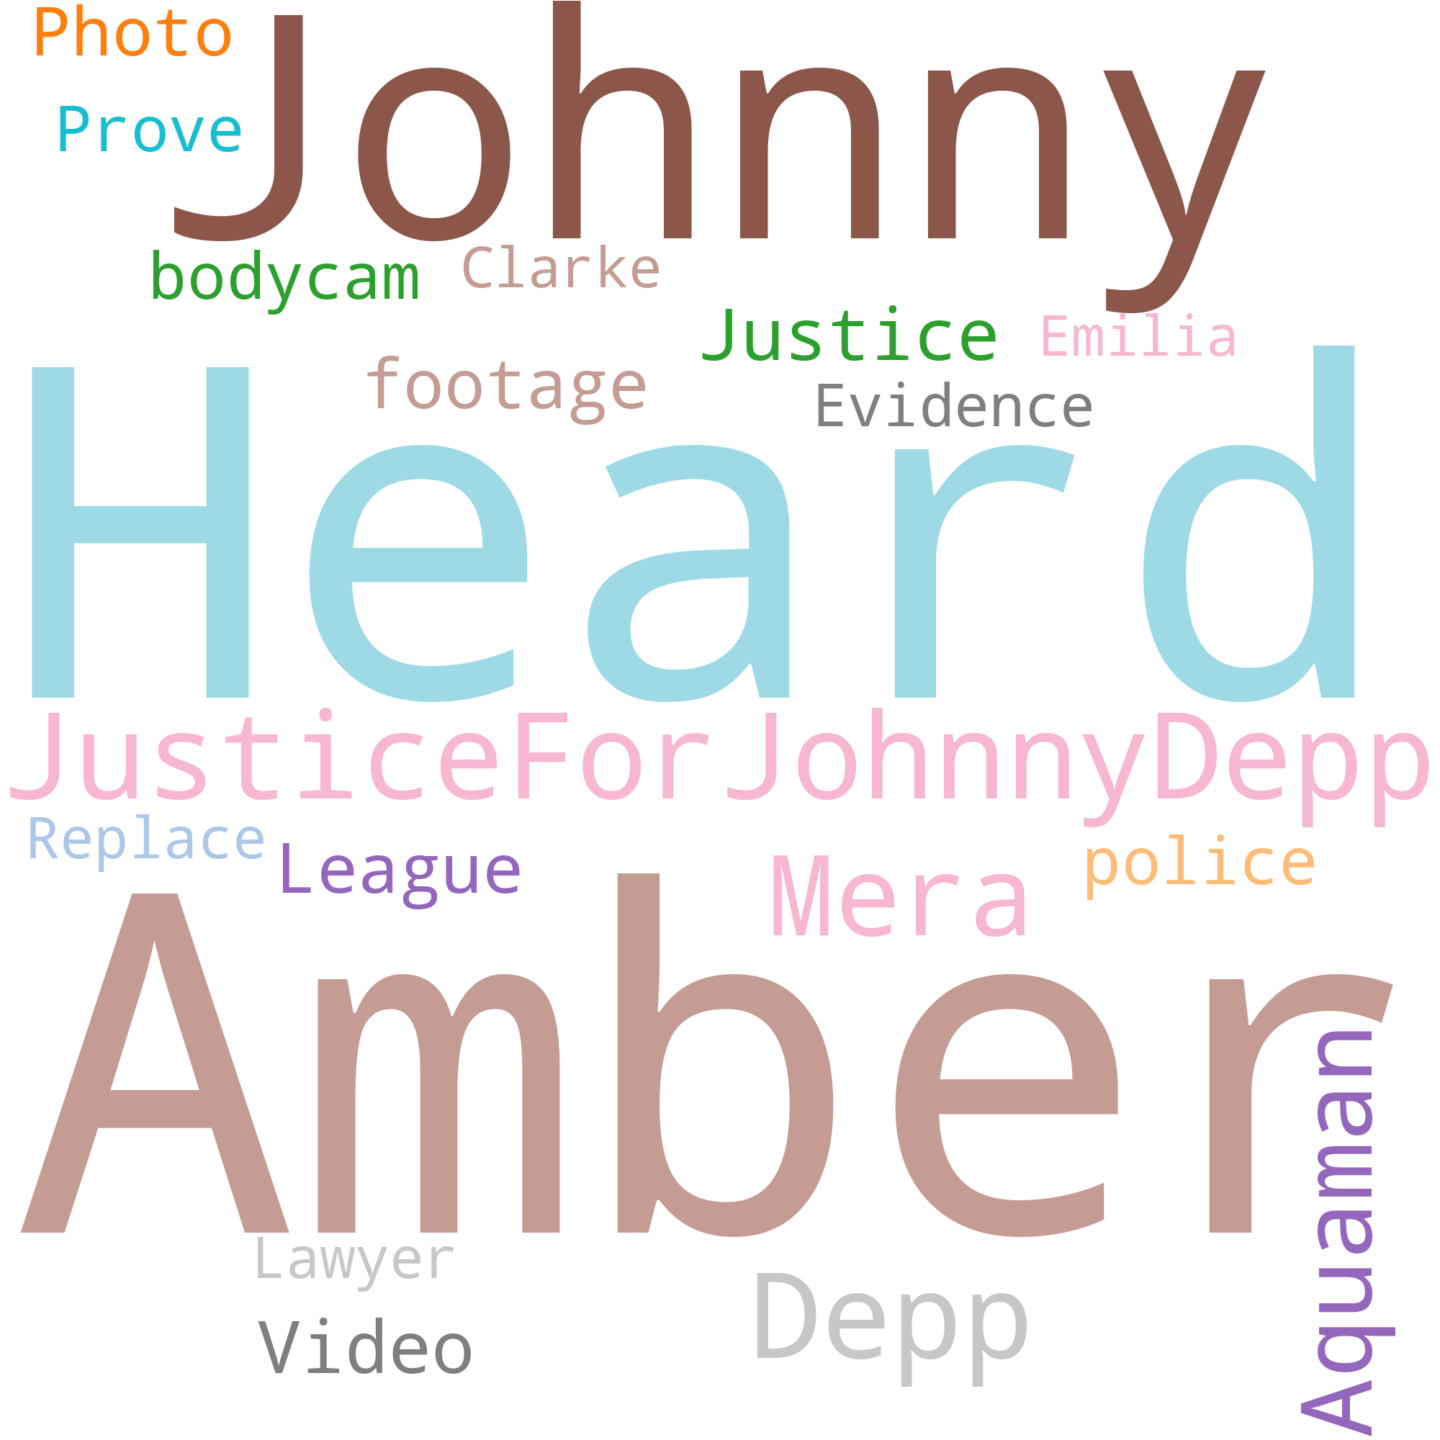 Photo
Johnny
Prove
bodycam
Clarke
Justice
Emilia
footage
Evidence
Heard
JusticeForJohnnyDepp
Replace
League
Mera
police
Amber
Aquaman
Lawyer
Depp
Video